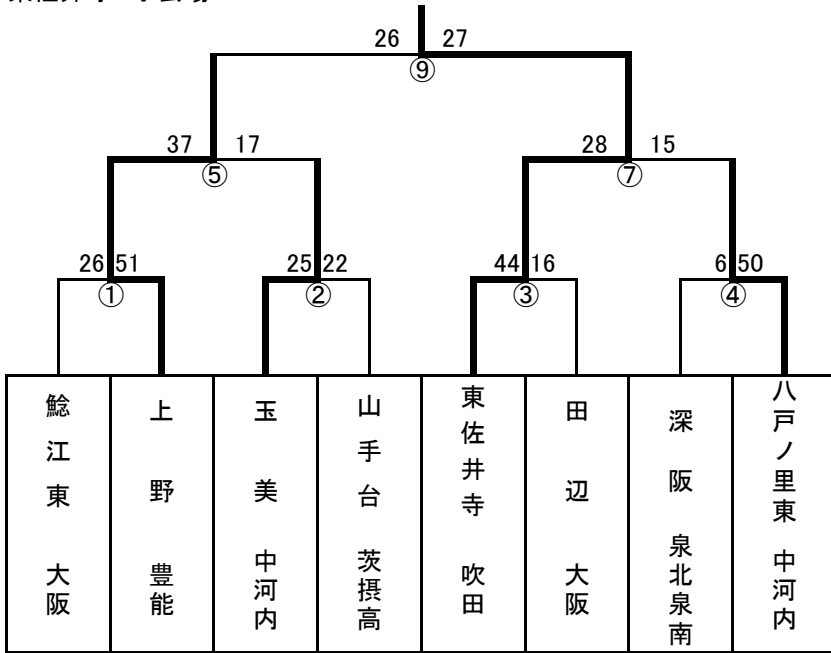 26 27
⑨
37 17
28 15
⑤
⑦
26 51
25 22
44 16
6 50
①
②
③
④
鯰江東 大阪
上野 豊能
玉美 中河内
山手台 茨摂高
東佐井寺 吹田
田辺 大阪
深阪 泉北泉南
八戸ノ里東 中河内